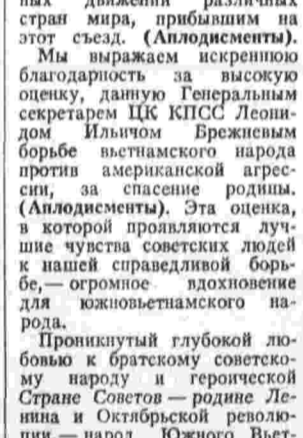 ных движений различных
стран мира, прибывшим на
этот съезд. (Аплодисменты).
Мы выражаем искреннюю
благодарность за высокую
оценку, данную Генеральным
секретарем ЦК КПСС Леони-
дом Ильичом Брежневым
борьбе вьетнамского народа
против американской агрес-
сии, за спасение родины.
(Аплодисменты). Эта оценка,
в которой проявляются луч-
шие чувства советских людей
к нашей справедливой борь-
бе,— огромное вдохновение
для южновьетнамского на-
рода.
Проникнутый глубокой лю-
бовью к братскому советско-
му народу и героической
Стране Советов — родине Ле-
нина и Октябрьской револю-
ции — народ Южного Вьет-